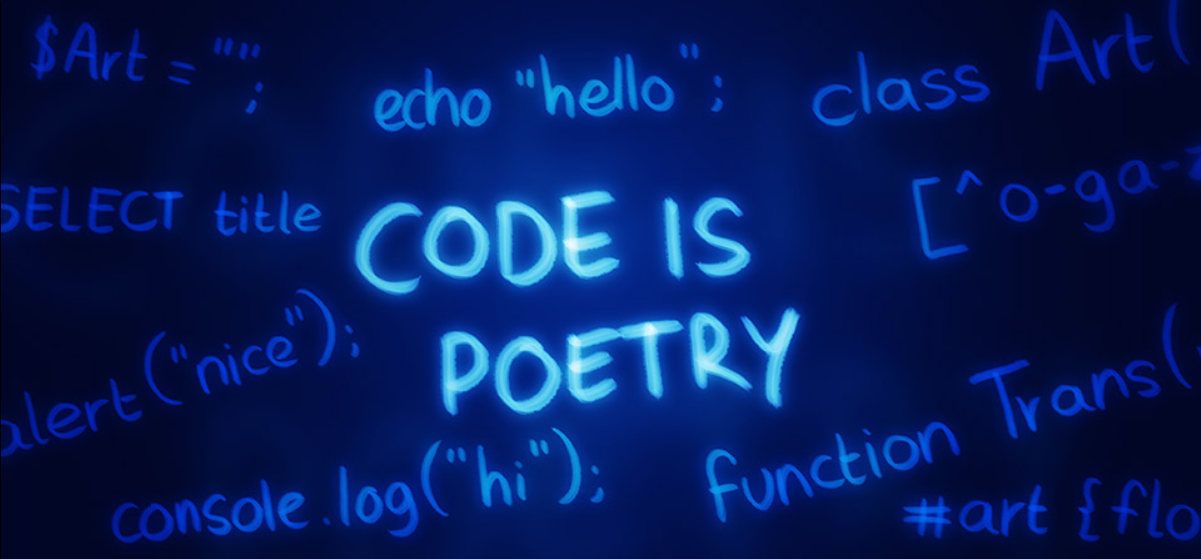 $Art = "";
echo "hello";
class Art(
SELECT title
CODE IS
POETRY
[^o-ga-z
alert("nice");
console.log("hi");
function Trans(
#art {flo